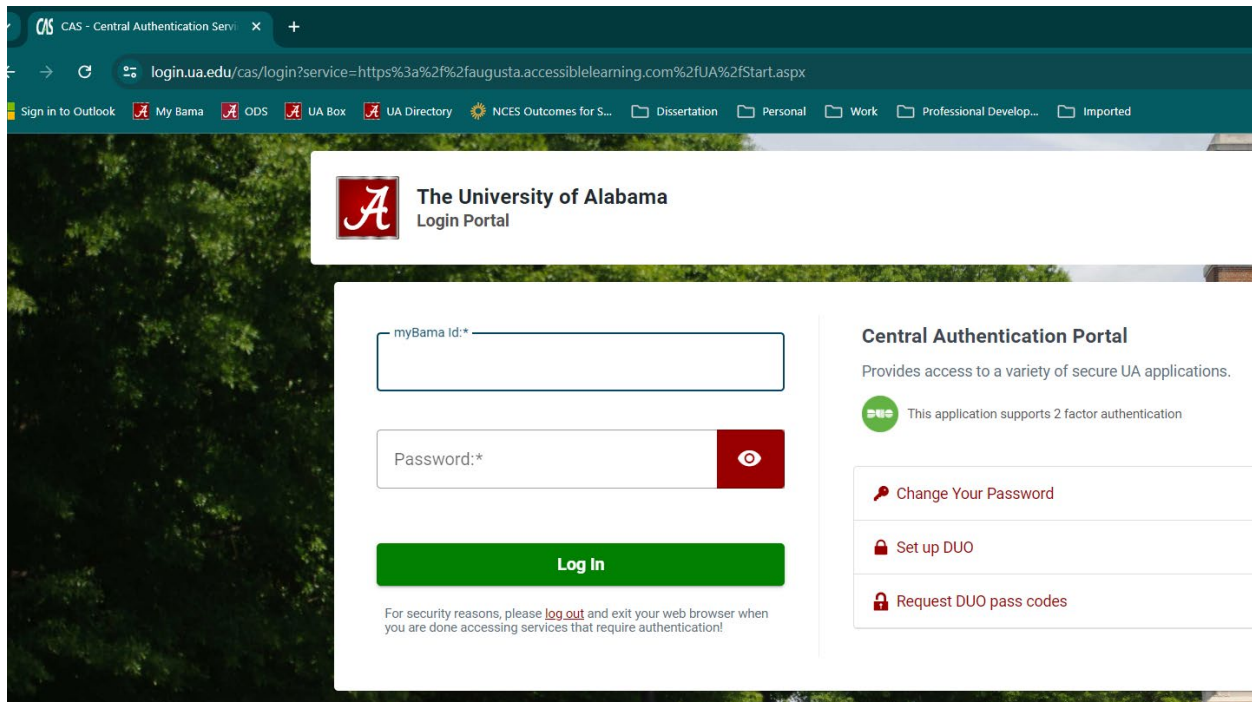 CAS - Central Authentication Servi
login.ua.edu/cas/login?service=https%3a%2f%2faugusta.accessiblelearning.com%2fUA%2fStart.aspx
Sign in to Outlook My Bama ODS UA Box UA Directory NCES Outcomes for S... Dissertation Personal Work Professional Develop... Imported
A The University of Alabama
Login Portal
myBama Id:*
Password:*
Log In
For security reasons, please log out and exit your web browser when
you are done accessing services that require authentication!
Central Authentication Portal
Provides access to a variety of secure UA applications.
DUO This application supports 2 factor authentication
Change Your Password
Set up DUO
Request DUO pass codes